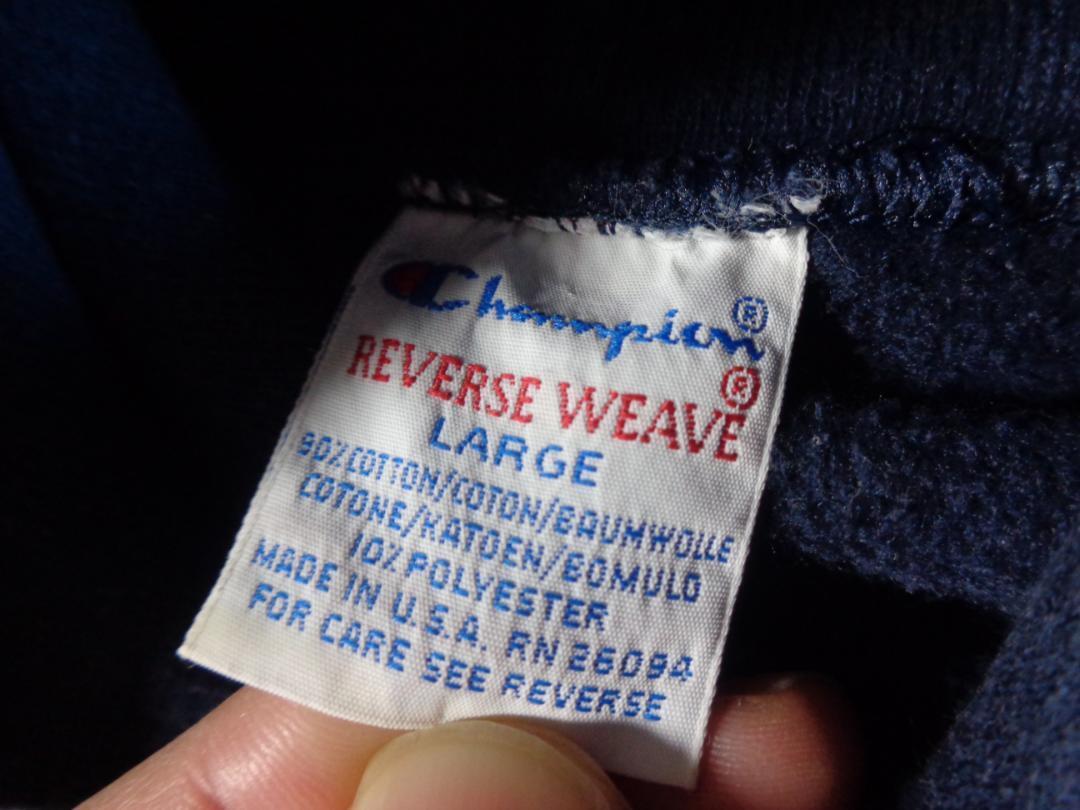 Champion®
REVERSE WEAVE®
LARGE
90% COTTON/COTON/BAUMWOLLE
COTONE/KATOEN/BOMULD
10% POLYESTER
MADE IN U.S.A. RN 26094
FOR CARE SEE REVERSE